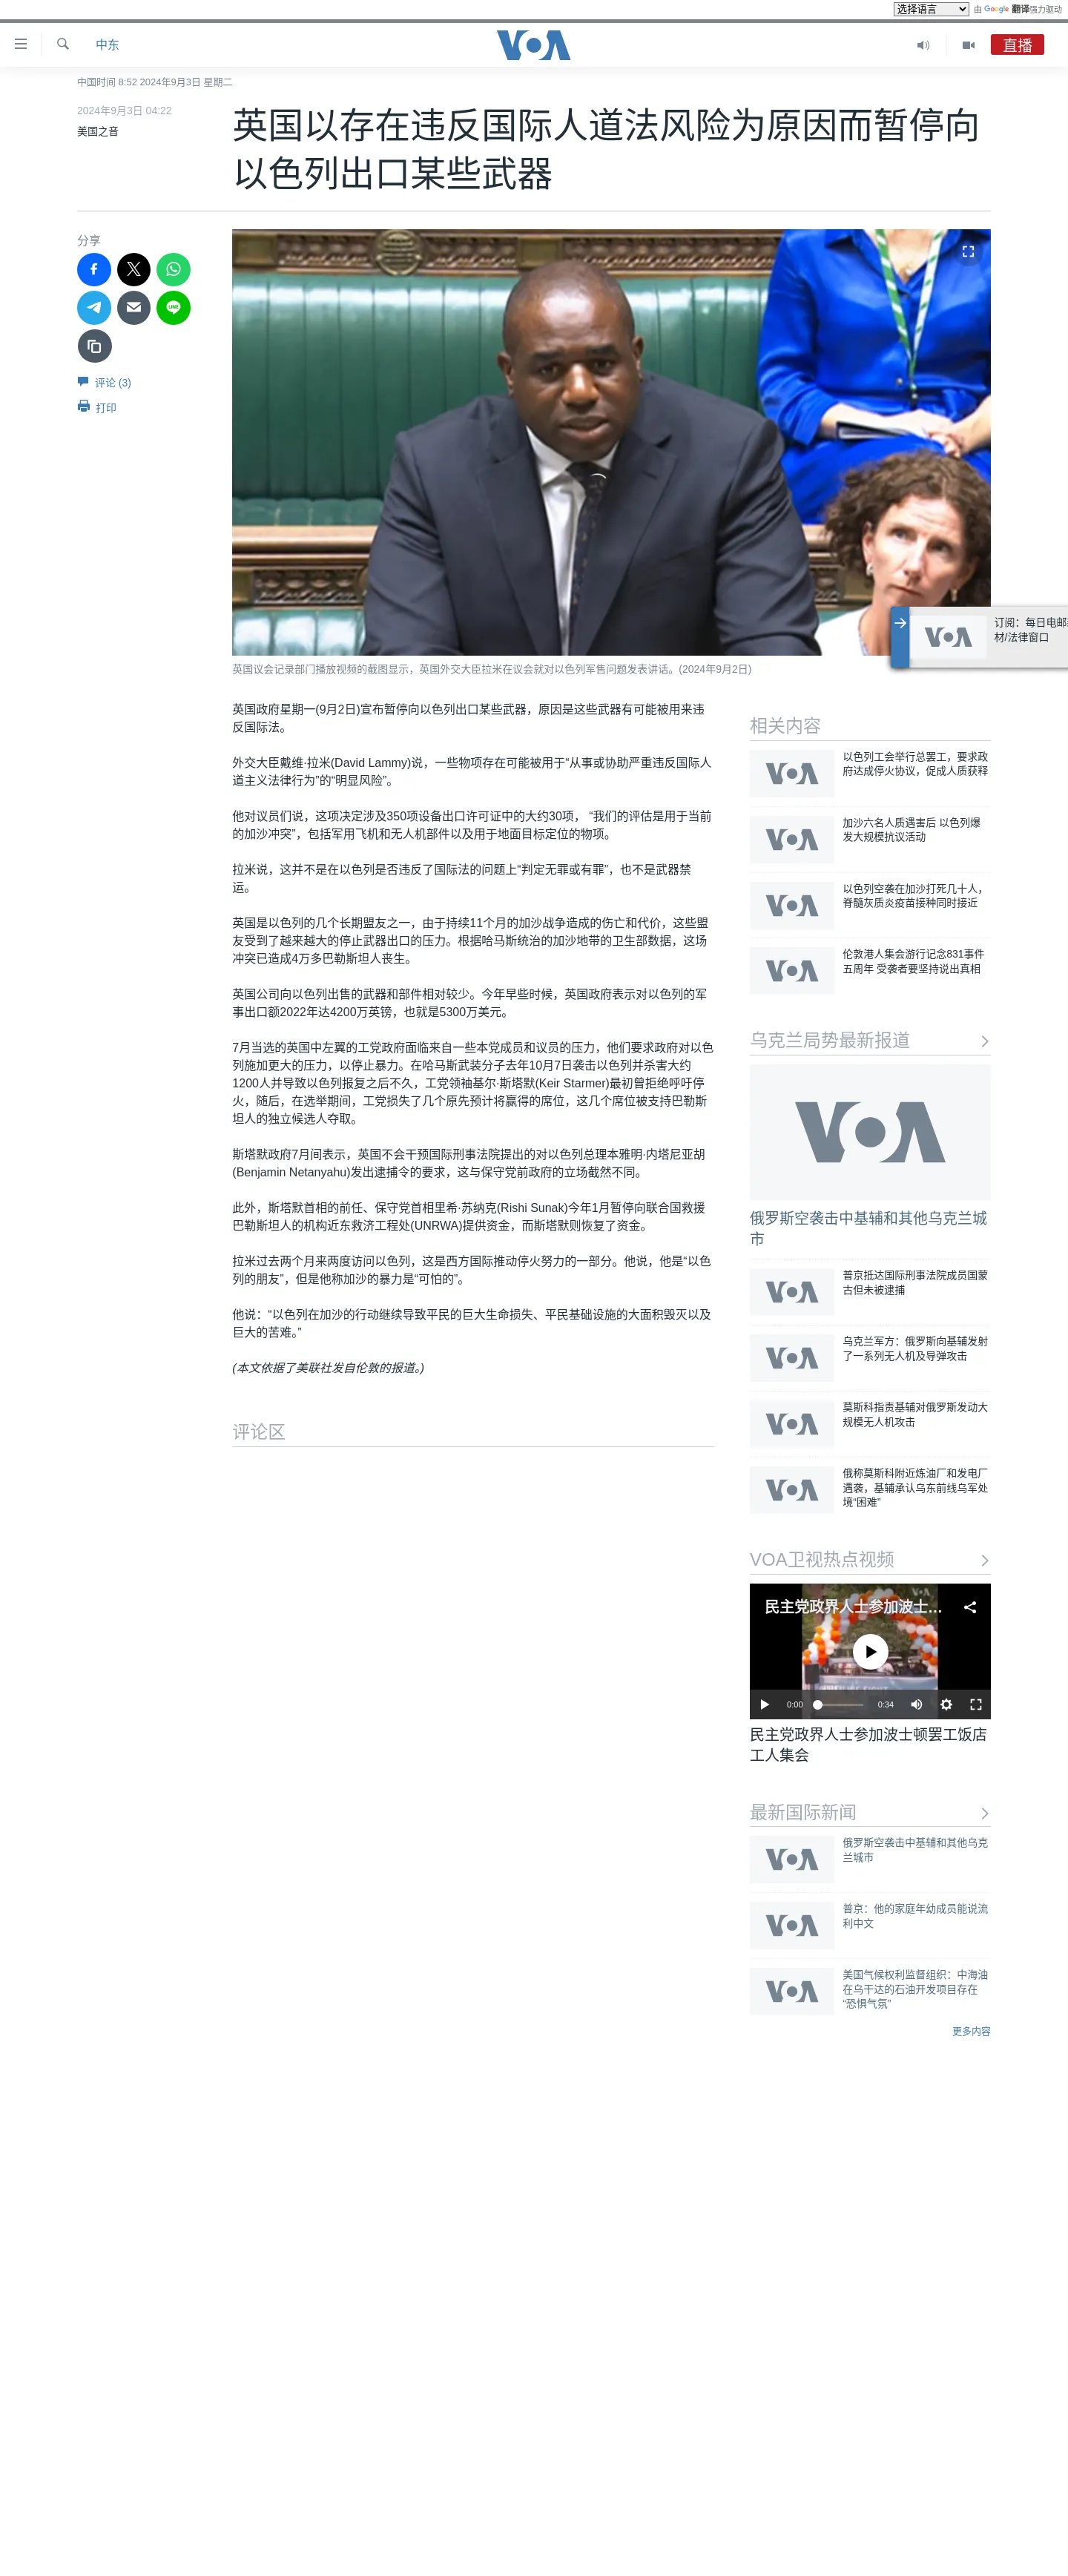 选择语言 由 Google 翻译强力驱动
中东
VOA
直播
中国时间 8:52 2024年9月3日 星期二
2024年9月3日 04:22
美国之音
英国以存在违反国际人道法风险为原因而暂停向
以色列出口某些武器
分享
评论 (3)
打印
订阅：每日电邮
材/法律窗口
VOA
英国议会记录部门播放视频的截图显示，英国外交大臣拉米在议会就对以色列军售问题发表讲话。(2024年9月2日)
英国政府星期一(9月2日)宣布暂停向以色列出口某些武器，原因是这些武器有可能被用来违
反国际法。
外交大臣戴维·拉米(David Lammy)说，一些物项存在可能被用于“从事或协助严重违反国际人
道主义法律行为”的“明显风险”。
他对议员们说，这项决定涉及350项设备出口许可证中的大约30项， “我们的评估是用于当前
的加沙冲突”，包括军用飞机和无人机部件以及用于地面目标定位的物项。
拉米说，这并不是在以色列是否违反了国际法的问题上“判定无罪或有罪”，也不是武器禁
运。
英国是以色列的几个长期盟友之一，由于持续11个月的加沙战争造成的伤亡和代价，这些盟
友受到了越来越大的停止武器出口的压力。根据哈马斯统治的加沙地带的卫生部数据，这场
冲突已造成4万多巴勒斯坦人丧生。
英国公司向以色列出售的武器和部件相对较少。今年早些时候，英国政府表示对以色列的军
事出口额2022年达4200万英镑，也就是5300万美元。
7月当选的英国中左翼的工党政府面临来自一些本党成员和议员的压力，他们要求政府对以色
列施加更大的压力，以停止暴力。在哈马斯武装分子去年10月7日袭击以色列并杀害大约
1200人并导致以色列报复之后不久，工党领袖基尔·斯塔默(Keir Starmer)最初曾拒绝呼吁停
火，随后，在选举期间，工党损失了几个原先预计将赢得的席位，这几个席位被支持巴勒斯
坦人的独立候选人夺取。
斯塔默政府7月间表示，英国不会干预国际刑事法院提出的对以色列总理本雅明·内塔尼亚胡
(Benjamin Netanyahu)发出逮捕令的要求，这与保守党前政府的立场截然不同。
此外，斯塔默首相的前任、保守党首相里希·苏纳克(Rishi Sunak)今年1月暂停向联合国救援
巴勒斯坦人的机构近东救济工程处(UNRWA)提供资金，而斯塔默则恢复了资金。
拉米过去两个月来两度访问以色列，这是西方国际推动停火努力的一部分。他说，他是“以色
列的朋友”，但是他称加沙的暴力是“可怕的”。
他说：“以色列在加沙的行动继续导致平民的巨大生命损失、平民基础设施的大面积毁灭以及
巨大的苦难。”
(本文依据了美联社发自伦敦的报道。)
评论区
相关内容
VOA
以色列工会举行总罢工，要求政
府达成停火协议，促成人质获释
VOA
加沙六名人质遇害后 以色列爆
发大规模抗议活动
VOA
以色列空袭在加沙打死几十人，
脊髓灰质炎疫苗接种同时接近
VOA
伦敦港人集会游行记念831事件
五周年 受袭者要坚持说出真相
乌克兰局势最新报道
VOA
俄罗斯空袭击中基辅和其他乌克兰城
市
VOA
普京抵达国际刑事法院成员国蒙
古但未被逮捕
VOA
乌克兰军方：俄罗斯向基辅发射
了一系列无人机及导弹攻击
VOA
莫斯科指责基辅对俄罗斯发动大
规模无人机攻击
VOA
俄称莫斯科附近炼油厂和发电厂
遇袭，基辅承认乌东前线乌军处
境“困难”
VOA卫视热点视频
VOA
民主党政界人士参加波士...
0:00 0:34
民主党政界人士参加波士顿罢工饭店
工人集会
最新国际新闻
VOA
俄罗斯空袭击中基辅和其他乌克
兰城市
VOA
普京：他的家庭年幼成员能说流
利中文
VOA
美国气候权利监督组织：中海油
在乌干达的石油开发项目存在
“恐惧气氛”
更多内容